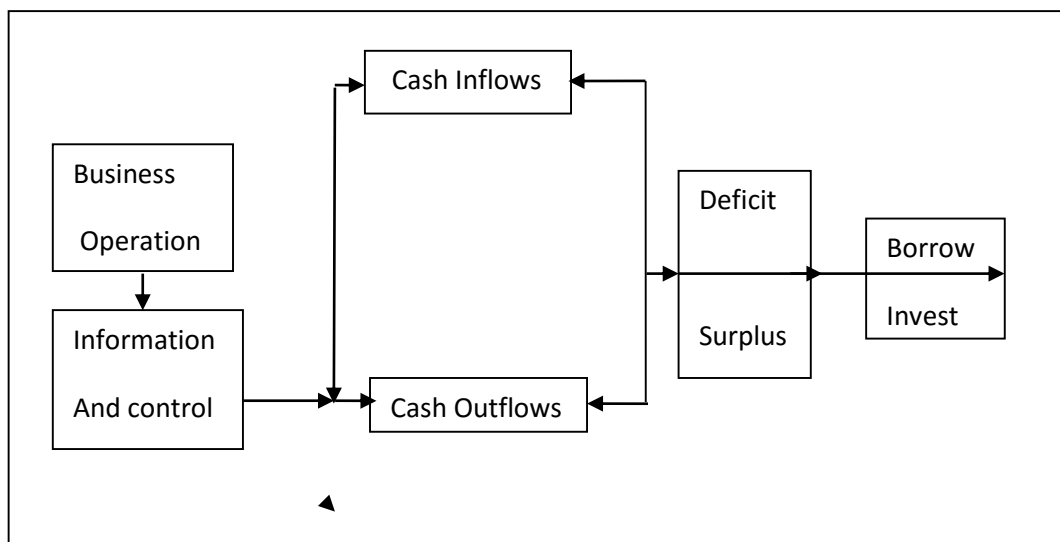 Cash Inflows
Business
Operation
Deficit
Borrow
Information
Surplus
Invest
And control
Cash Outflows